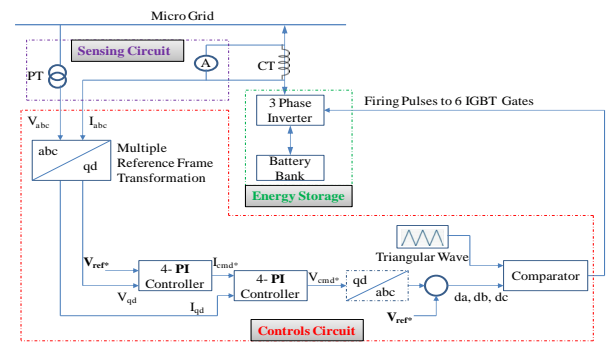 Micro Grid
Sensing Circuit
PT
A
CT
3 Phase
Inverter
Firing Pulses to 6 IGBT Gates
Vabc
Iabc
abc
qd
Multiple
Reference Frame
Transformation
Battery
Bank
Energy Storage
Triangular Wave
Vref*
4- PI
Controller
Icmd*
4- PI
Controller
Vcmd*
qd
abc
da, db, dc
Comparator
Vqd
Iqd
Vref*
Controls Circuit